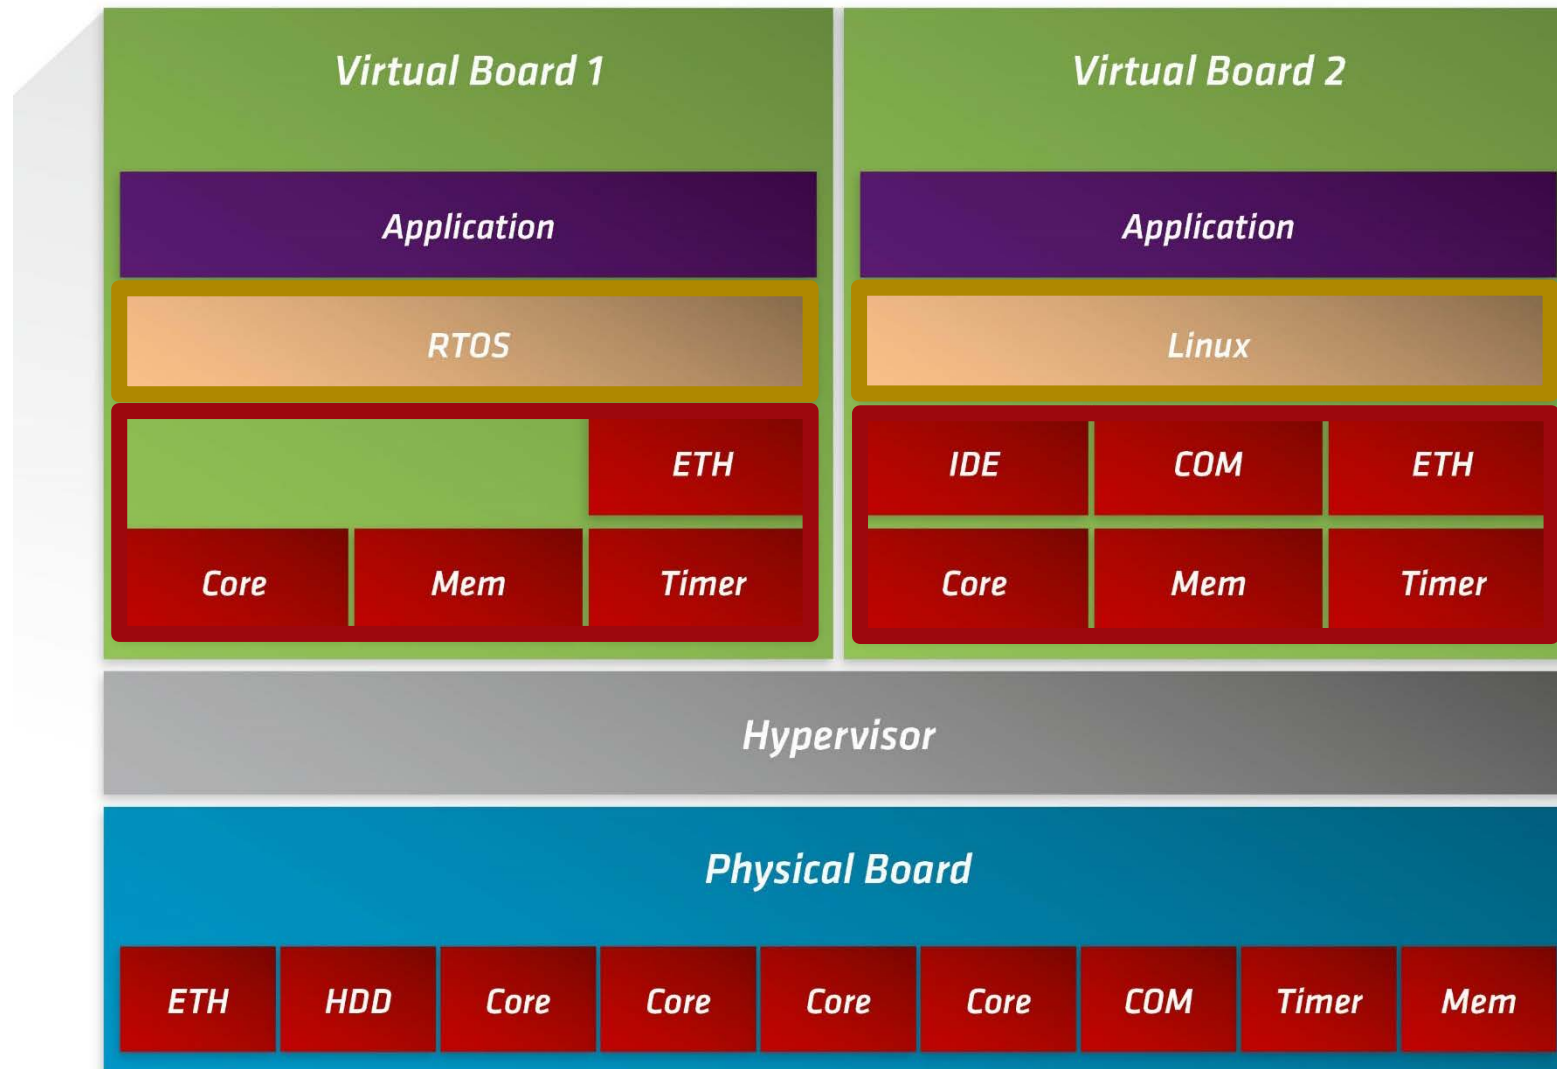 Virtual Board 1
Virtual Board 2
Application
Application
RTOS
Linux
ETH
IDE
COM
ETH
Core
Mem
Timer
Core
Mem
Timer
Hypervisor
Physical Board
ETH
HDD
Core
Core
Core
Core
COM
Timer
Mem